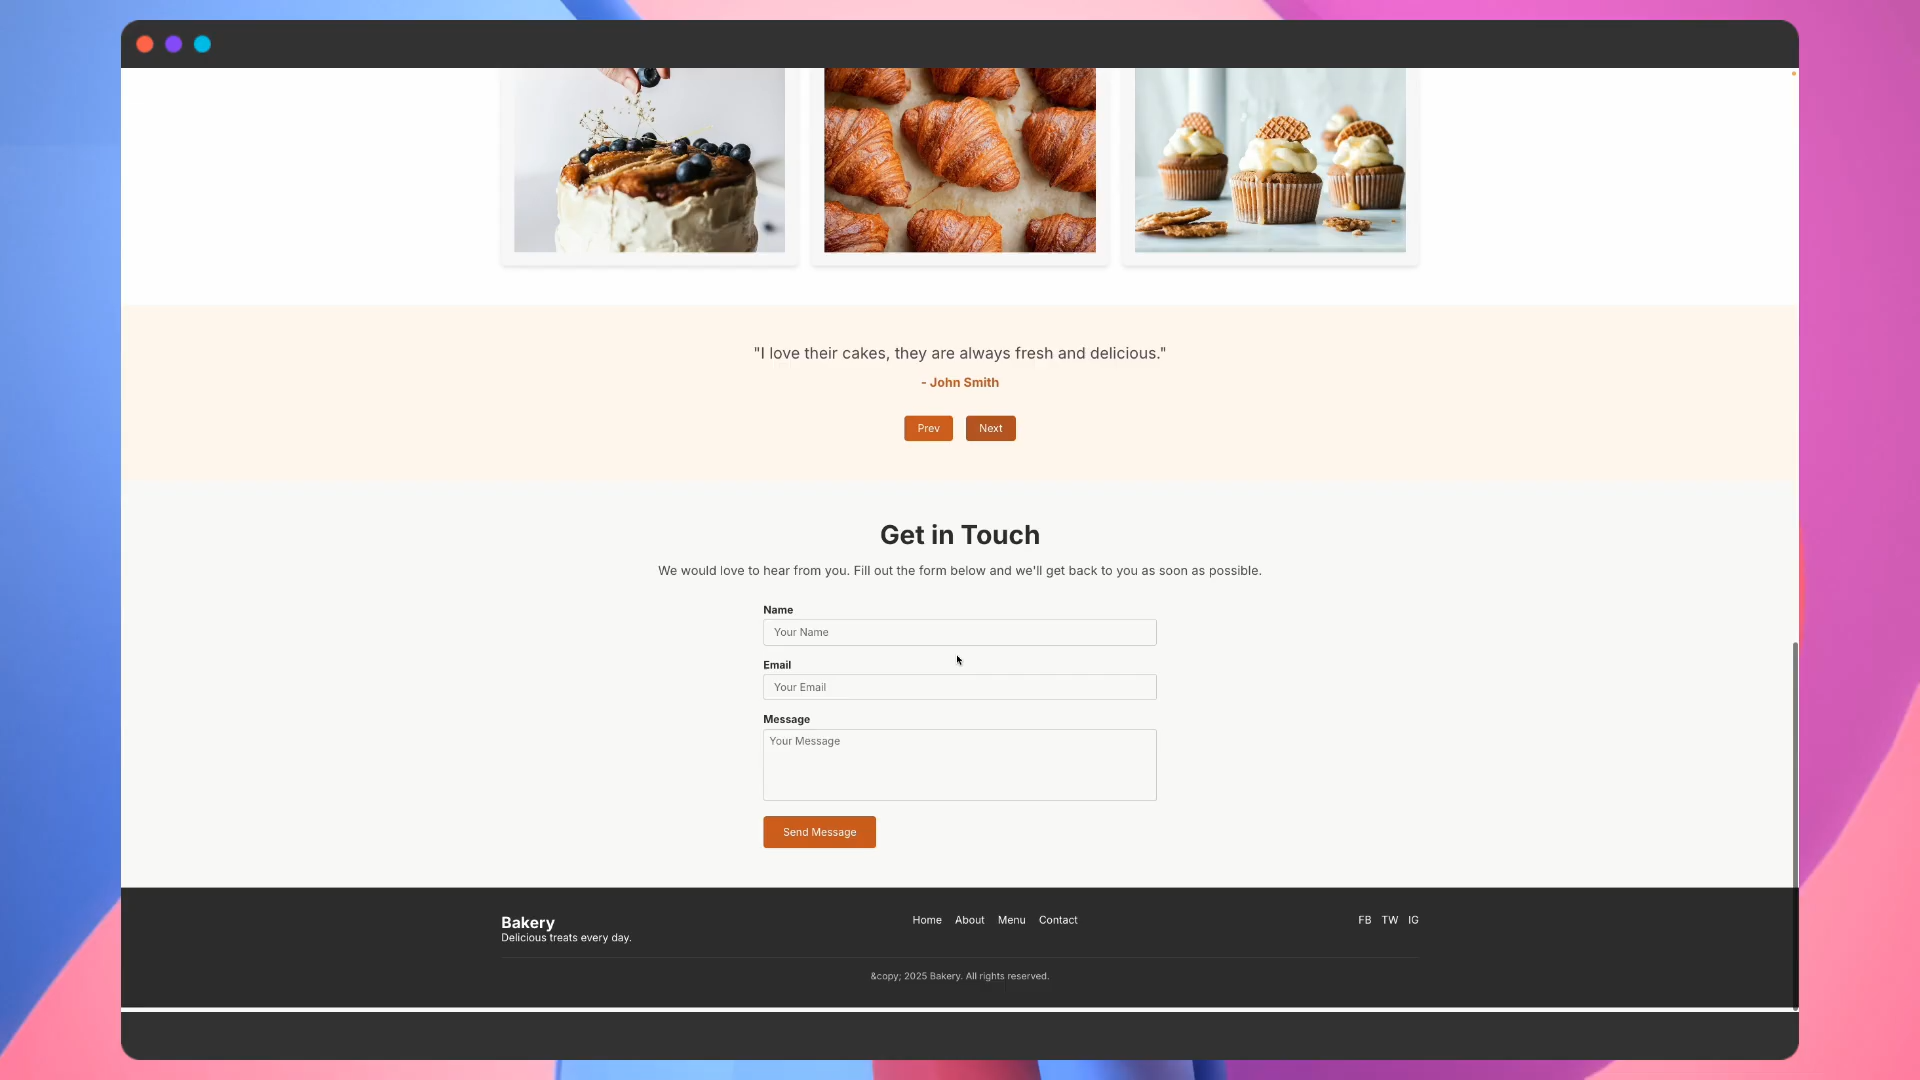 "I love their cakes, they are always fresh and delicious."
- John Smith
Prev Next
Get in Touch
We would love to hear from you. Fill out the form below and we'll get back to you as soon as possible.
Name
Your Name
Email
Your Email
Message
Your Message
Send Message
Bakery
Delicious treats every day.
Home About Menu Contact
FB TW IG
&copy; 2025 Bakery. All rights reserved.